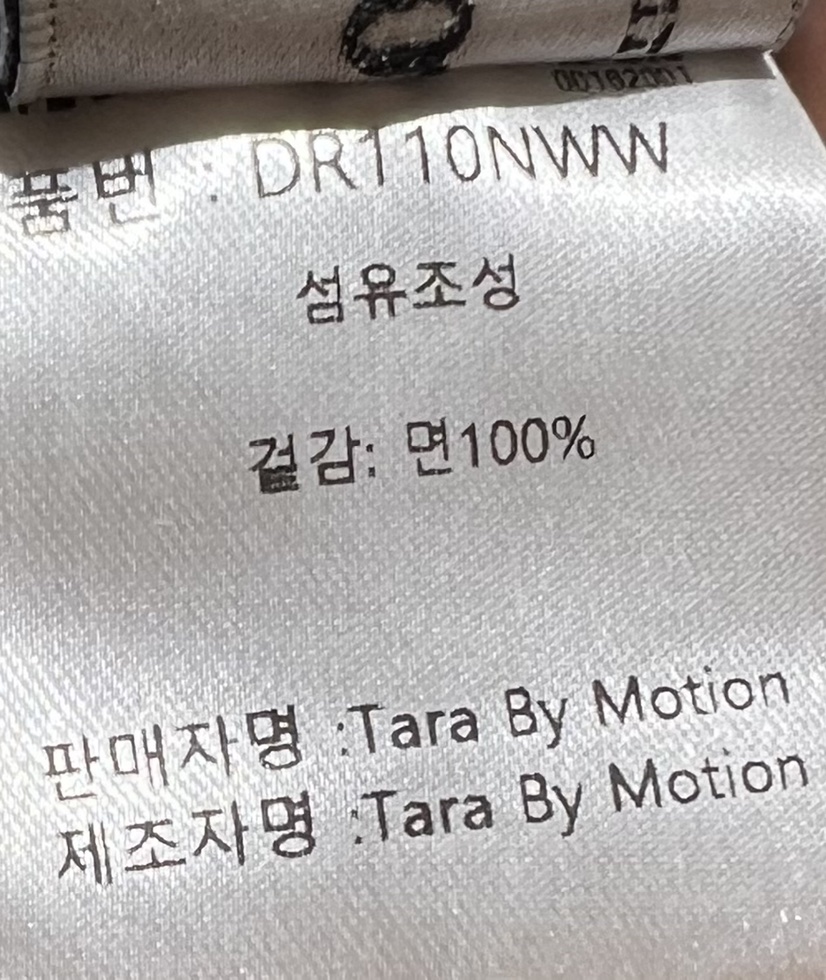 00162001
품번 : DR110NWW
섬유조성
겉감: 면100%
판매자명 :Tara By Motion
제조자명 :Tara By Motion